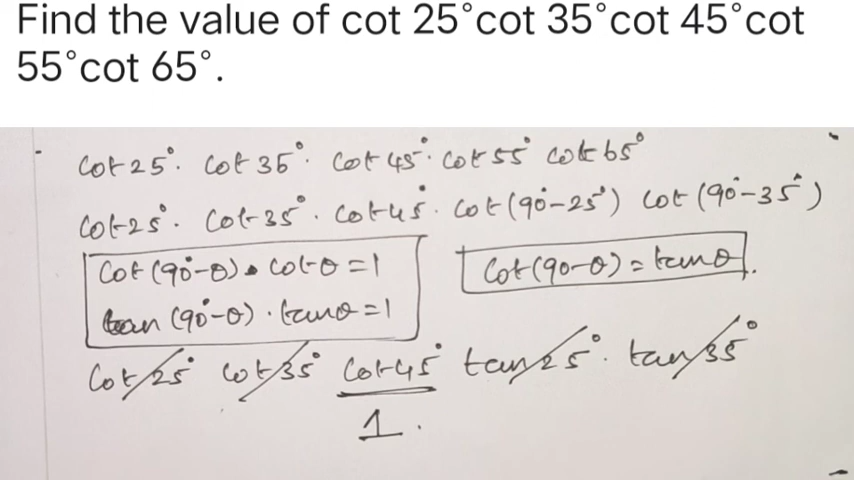 Find the value of cot 25°cot 35°cot 45°cot
55°cot 65°.
cot 25°. cot 35°. cot 45°. cot 55° cot 65°
cot 25°. cot 35°. cot 45°. cot (90°-25°) cot (90°-35°)
cot (90°-θ). cot θ = 1
tan (90°-θ). tan θ = 1
cot (90-θ) = tan θ.
cot 25° cot 35° cot 45° tan 25°. tan 35°
1.